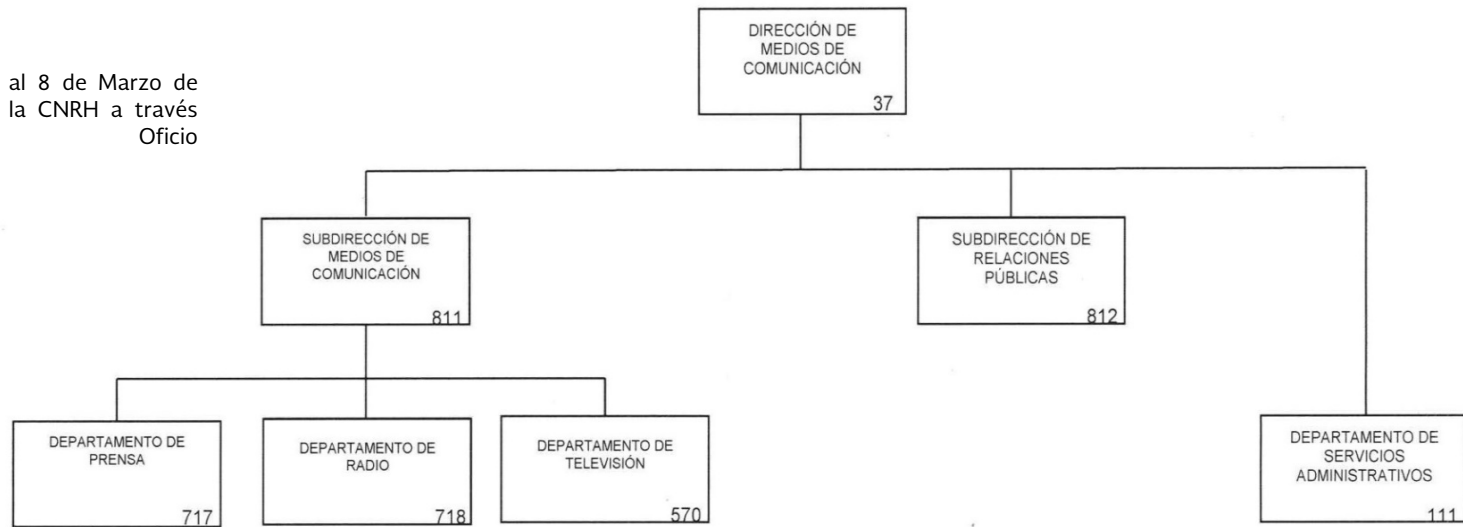 DIRECCIÓN DE
MEDIOS DE
COMUNICACIÓN
37
al 8 de Marzo de
la CNRH a través
Oficio
SUBDIRECCIÓN DE
MEDIOS DE
COMUNICACIÓN
811
SUBDIRECCIÓN DE
RELACIONES
PÚBLICAS
812
DEPARTAMENTO DE
PRENSA
717
DEPARTAMENTO DE
RADIO
718
DEPARTAMENTO DE
TELEVISIÓN
570
DEPARTAMENTO DE
SERVICIOS
ADMINISTRATIVOS
111